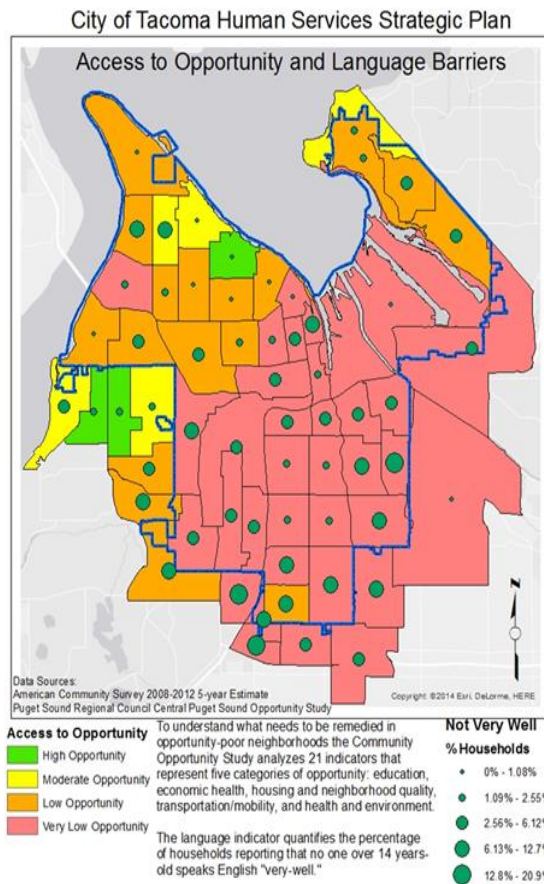 City of Tacoma Human Services Strategic Plan
Access to Opportunity and Language Barriers
Data Sources:
American Community Survey 2008-2012 5-year Estimate
Puget Sound Regional Council Central Puget Sound Opportunity Study
Copyright: ©2014 Esri, DeLorme, HERE
Access to Opportunity
High Opportunity
Moderate Opportunity
Low Opportunity
Very Low Opportunity
To understand what needs to be remedied in
opportunity-poor neighborhoods the Community
Opportunity Study analyzes 21 indicators that
represent five categories of opportunity: education,
economic health, housing and neighborhood quality,
transportation/mobility, and health and environment.
The language indicator quantifies the percentage
of households reporting that no one over 14 years-
old speaks English "very-well."
Not Very Well
% Households
0% - 1.08%
1.09% - 2.55%
2.56% - 6.12%
6.13% - 12.7%
12.8% - 20.9%